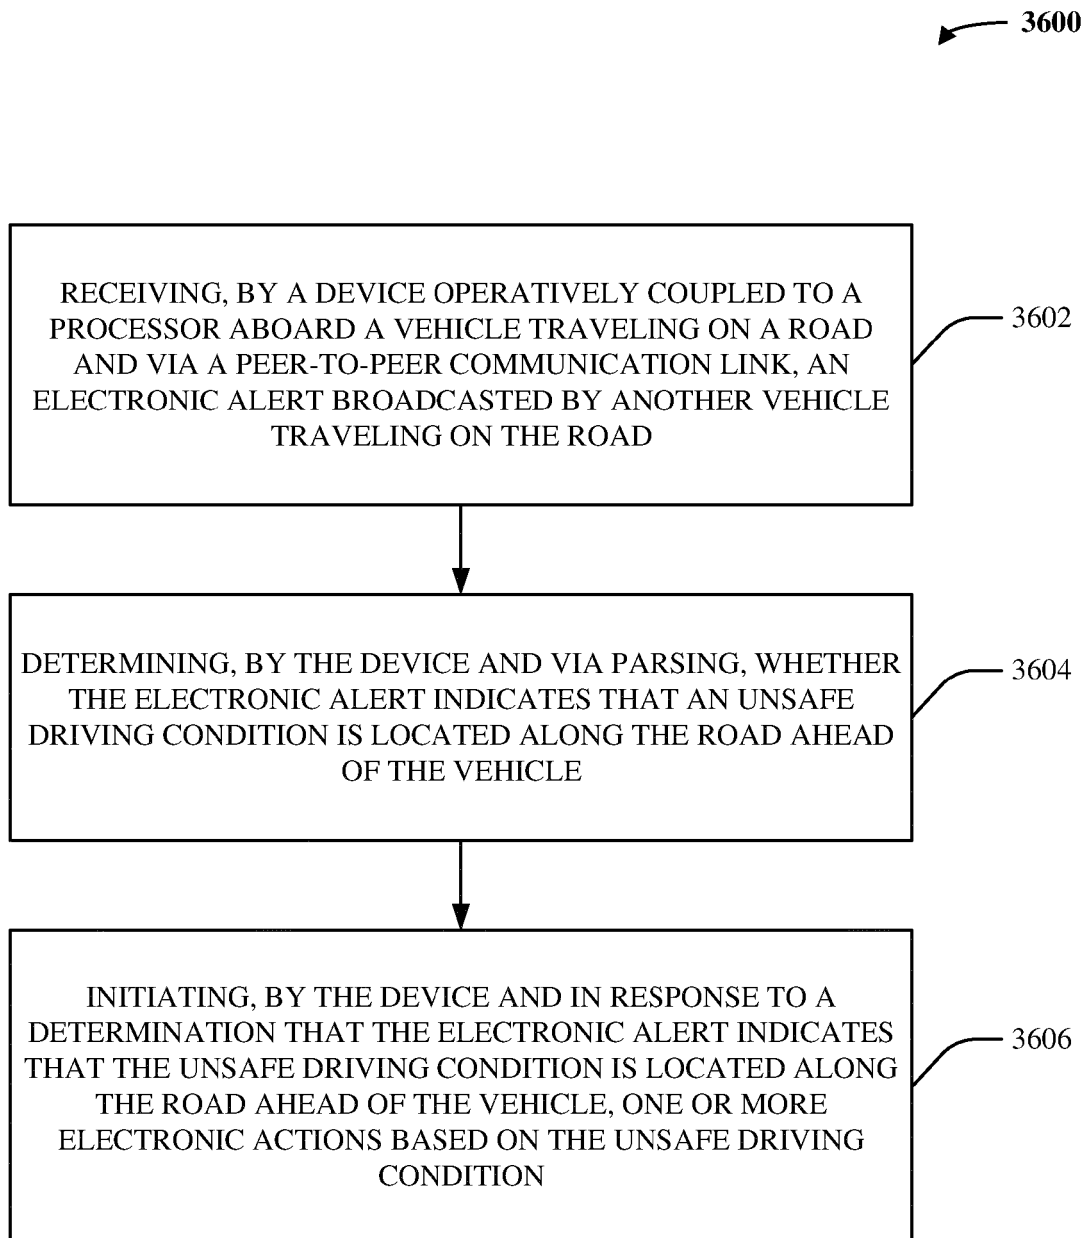 3600
RECEIVING, BY A DEVICE OPERATIVELY COUPLED TO A
PROCESSOR ABOARD A VEHICLE TRAVELING ON A ROAD
AND VIA A PEER-TO-PEER COMMUNICATION LINK, AN
ELECTRONIC ALERT BROADCASTED BY ANOTHER VEHICLE
TRAVELING ON THE ROAD
3602
DETERMINING, BY THE DEVICE AND VIA PARSING, WHETHER
THE ELECTRONIC ALERT INDICATES THAT AN UNSAFE
DRIVING CONDITION IS LOCATED ALONG THE ROAD AHEAD
OF THE VEHICLE
3604
INITIATING, BY THE DEVICE AND IN RESPONSE TO A
DETERMINATION THAT THE ELECTRONIC ALERT INDICATES
THAT THE UNSAFE DRIVING CONDITION IS LOCATED ALONG
THE ROAD AHEAD OF THE VEHICLE, ONE OR MORE
ELECTRONIC ACTIONS BASED ON THE UNSAFE DRIVING
CONDITION
3606